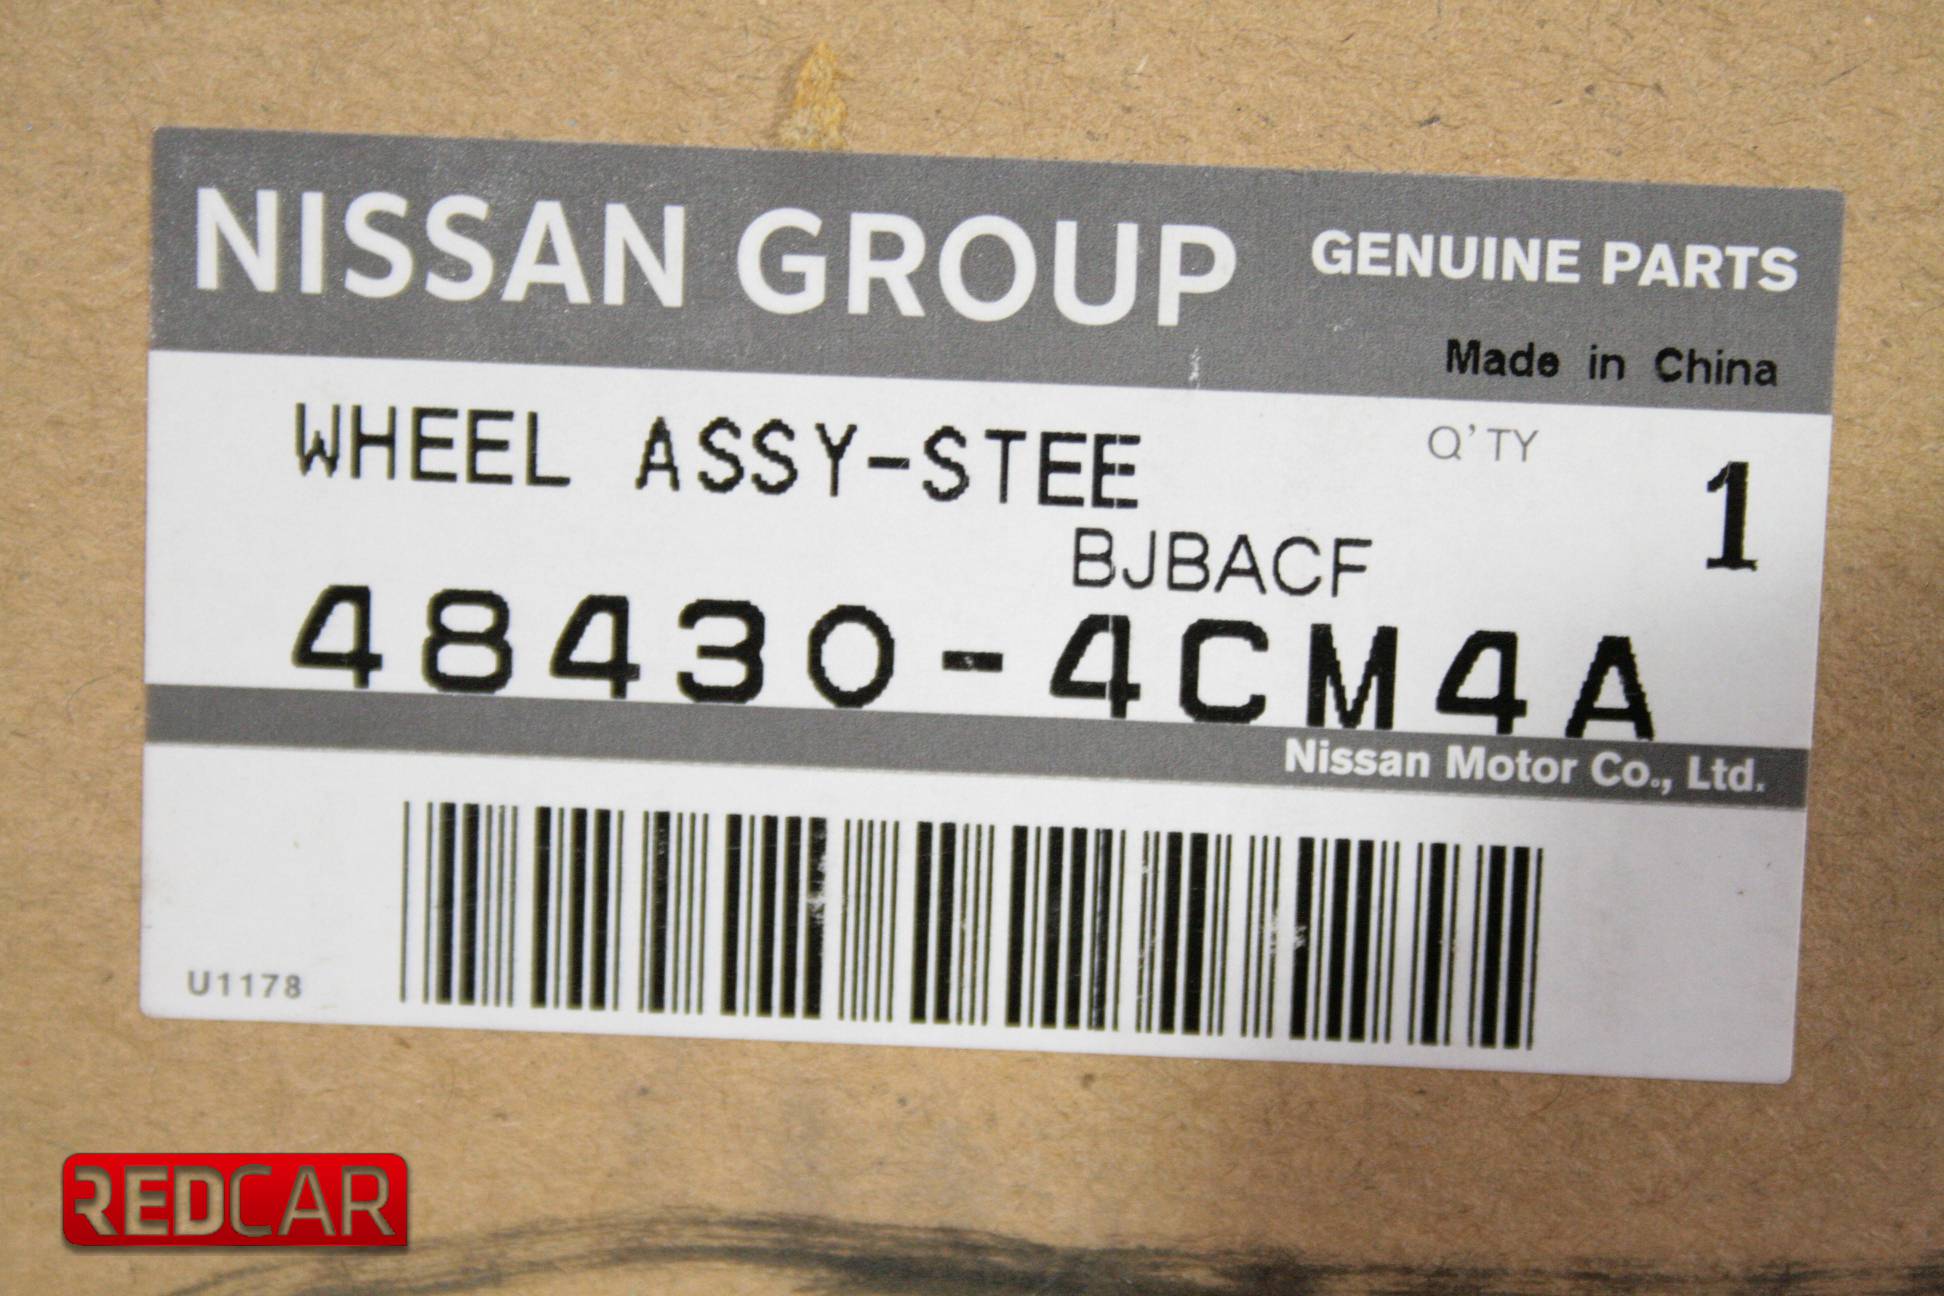 NISSAN GROUP GENUINE PARTS
Made in China
WHEEL ASSY-STEE Q'TY 1
BJBACF
48430-4CM4A
Nissan Motor Co., Ltd.
U1178
REDCAR